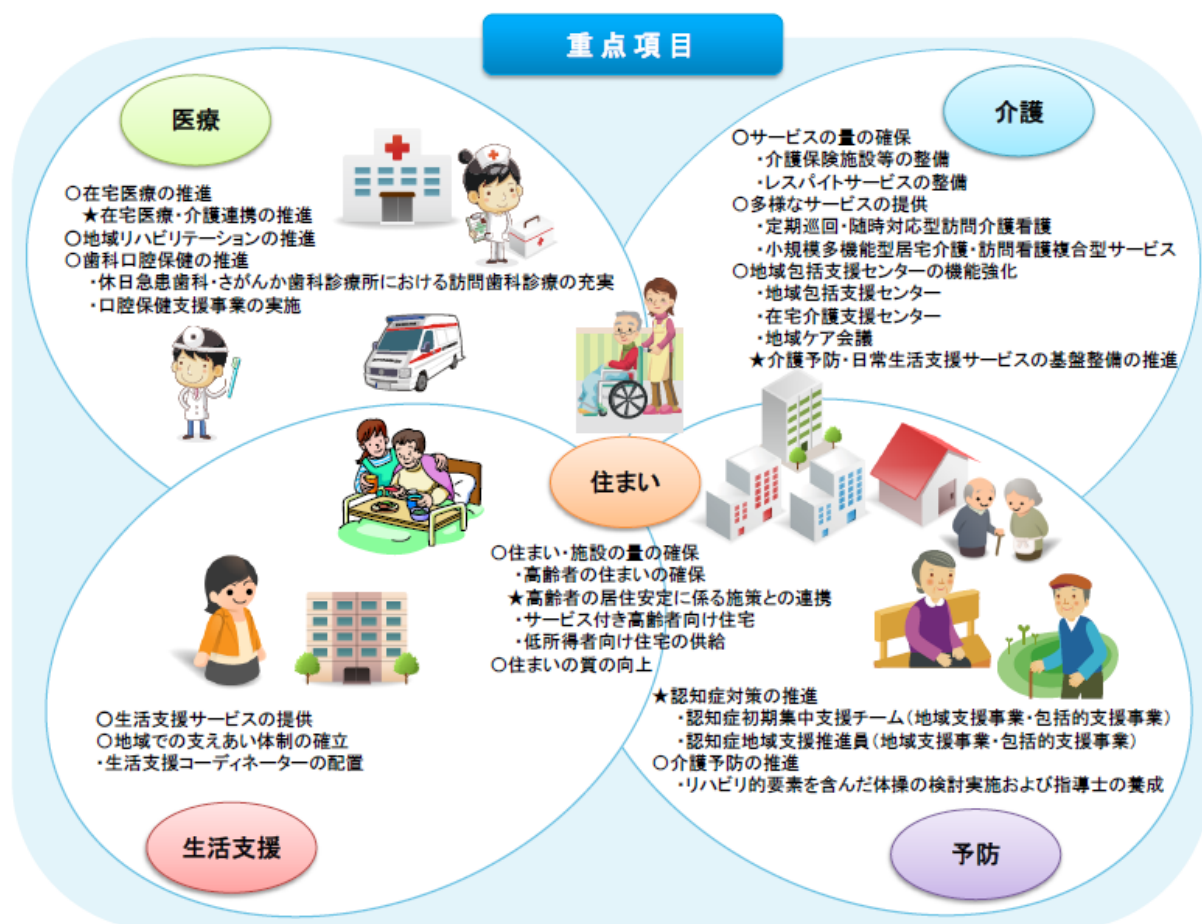 重点項目
医療
○在宅医療の推進
★在宅医療・介護連携の推進
○地域リハビリテーションの推進
○歯科口腔保健の推進
・休日急患歯科・さがんか歯科診療所における訪問歯科診療の充実
・口腔保健支援事業の実施
介護
○サービスの量の確保
・介護保険施設等の整備
・レスパイトサービスの整備
○多様なサービスの提供
・定期巡回・随時対応型訪問介護看護
・小規模多機能型居宅介護・訪問看護複合型サービス
○地域包括支援センターの機能強化
・地域包括支援センター
・在宅介護支援センター
・地域ケア会議
★介護予防・日常生活支援サービスの基盤整備の推進
住まい
○住まい・施設の量の確保
・高齢者の住まいの確保
★高齢者の居住安定に係る施策との連携
・サービス付き高齢者向け住宅
・低所得者向け住宅の供給
○住まいの質の向上
○生活支援サービスの提供
○地域での支えあい体制の確立
・生活支援コーディネーターの配置
生活支援
★認知症対策の推進
・認知症初期集中支援チーム(地域支援事業・包括的支援事業)
・認知症地域支援推進員(地域支援事業・包括的支援事業)
○介護予防の推進
・リハビリ的要素を含んだ体操の検討実施および指導士の養成
予防